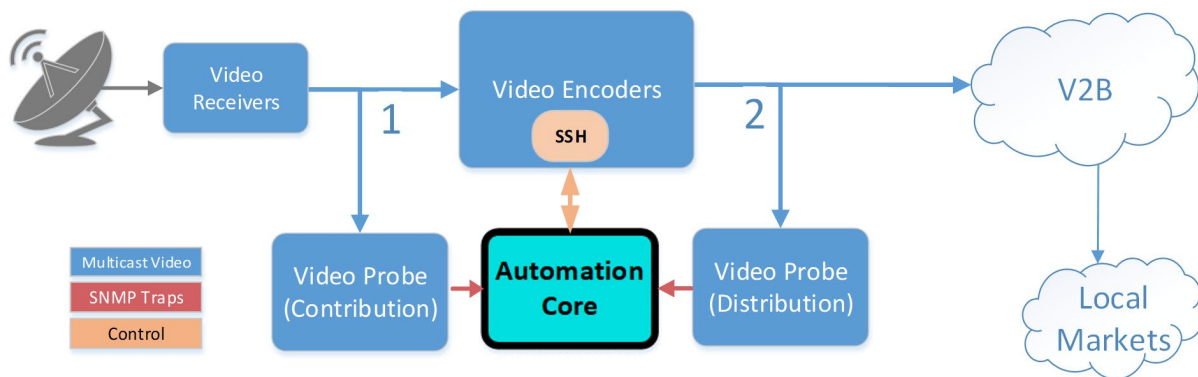 Video
Receivers
1
Video Encoders
SSH
2
V2B
Multicast Video
SNMP Traps
Control
Video Probe
(Contribution)
Automation
Core
Video Probe
(Distribution)
Local
Markets